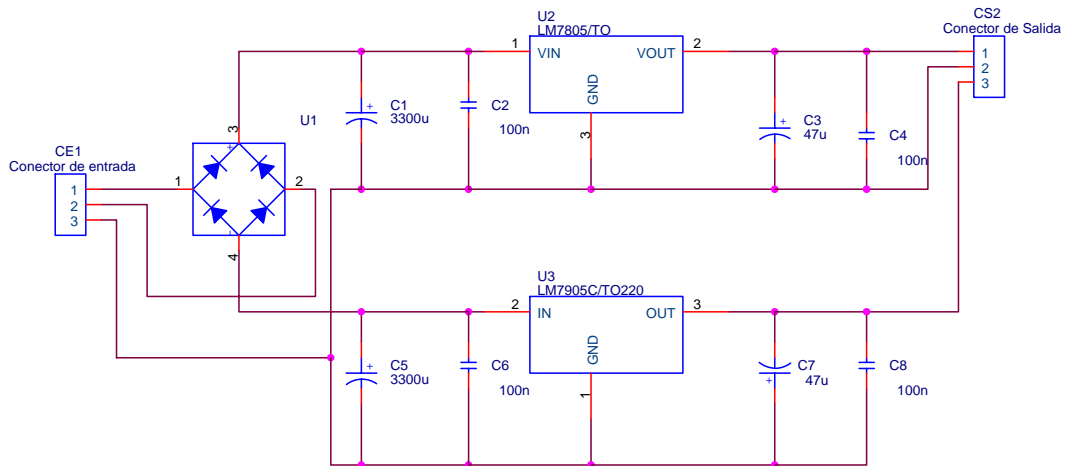 U2
LM7805/TO
1
VIN
VOUT
2
GND
3
CS2
Conector de Salida
1
2
3
C1
3300u
C2
100n
C3
47u
C4
100n
U1
3
+
1
2
-
4
CE1
Conector de entrada
1
2
3
U3
LM7905C/TO220
2
IN
OUT
3
GND
1
C5
3300u
C6
100n
C7
47u
C8
100n